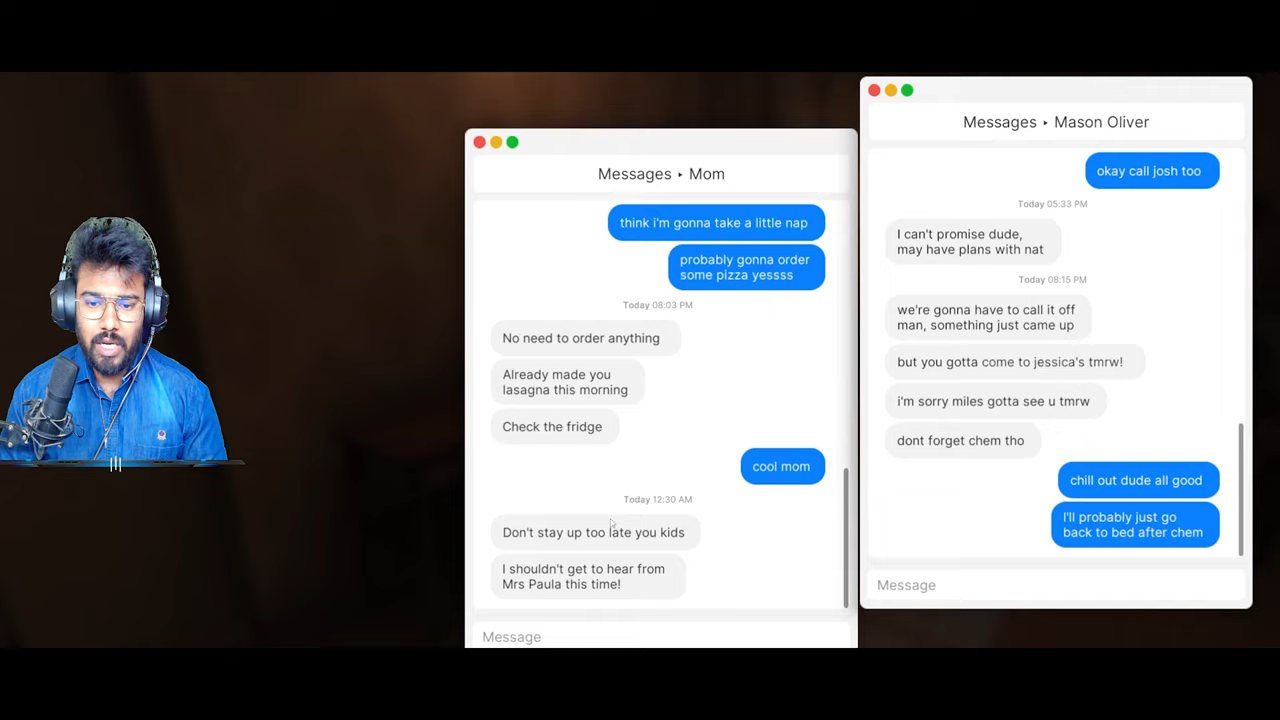 Messages ▸ Mom
think i'm gonna take a little nap
probably gonna order
some pizza yessss
Today 08:03 PM
No need to order anything
Already made you
lasagna this morning
Check the fridge
cool mom
Today 12:30 AM
Don't stay up too late you kids
I shouldn't get to hear from
Mrs Paula this time!
Message
Messages ▸ Mason Oliver
okay call josh too
Today 05:33 PM
I can't promise dude,
may have plans with nat
Today 08:15 PM
we're gonna have to call it off
man, something just came up
but you gotta come to jessica's tmrw!
i'm sorry miles gotta see u tmrw
dont forget chem tho
chill out dude all good
I'll probably just go
back to bed after chem
Message